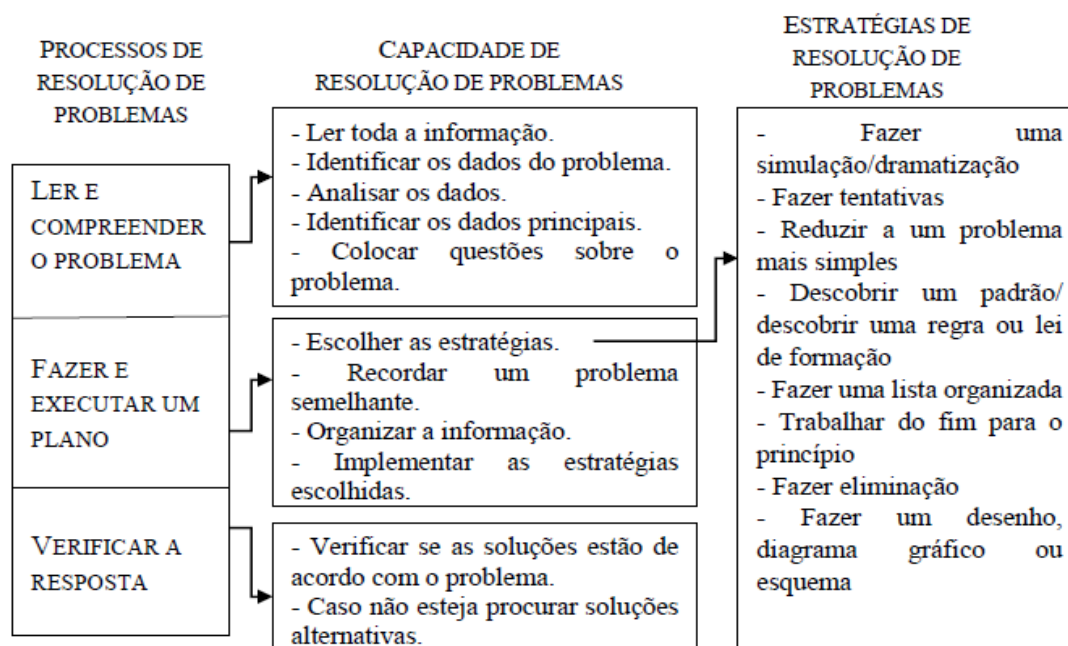 PROCESSOS DE
RESOLUÇÃO DE
PROBLEMAS
LER E
COMPREENDER
O PROBLEMA
FAZER E
EXECUTAR UM
PLANO
VERIFICAR A
RESPOSTA
CAPACIDADE DE
RESOLUÇÃO DE PROBLEMAS
- Ler toda a informação.
- Identificar os dados do problema.
- Analisar os dados.
- Identificar os dados principais.
- Colocar questões sobre o
problema.
- Escolher as estratégias.
- Recordar um problema
semelhante.
- Organizar a informação.
- Implementar as estratégias
escolhidas.
- Verificar se as soluções estão de
acordo com o problema.
- Caso não esteja procurar soluções
alternativas.
ESTRATÉGIAS DE
RESOLUÇÃO DE
PROBLEMAS
- Fazer uma
simulação/dramatização
- Fazer tentativas
- Reduzir a um problema
mais simples
- Descobrir um padrão/
descobrir uma regra ou lei
de formação
- Fazer uma lista organizada
- Trabalhar do fim para o
princípio
- Fazer eliminação
- Fazer um desenho,
diagrama gráfico ou
esquema